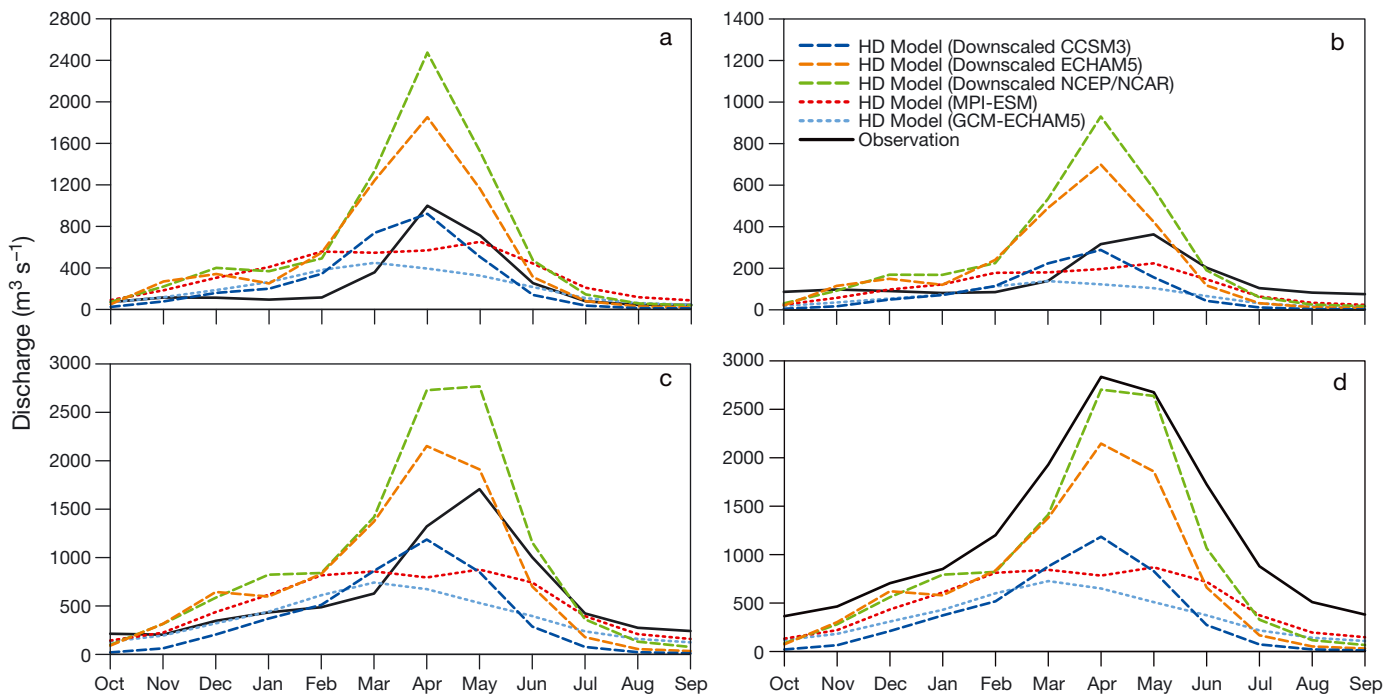 2800
2400
2000
1600
1200
800
400
0
a
1400
1200
1000
800
600
400
200
0
b
HD Model (Downscaled CCSM3)
HD Model (Downscaled ECHAM5)
HD Model (Downscaled NCEP/NCAR)
HD Model (MPI-ESM)
HD Model (GCM-ECHAM5)
Observation
Discharge (m³ s⁻¹)
3000
2500
2000
1500
1000
500
0
c
Oct Nov Dec Jan Feb Mar Apr May Jun Jul Aug Sep
3000
2500
2000
1500
1000
500
0
d
Oct Nov Dec Jan Feb Mar Apr May Jun Jul Aug Sep